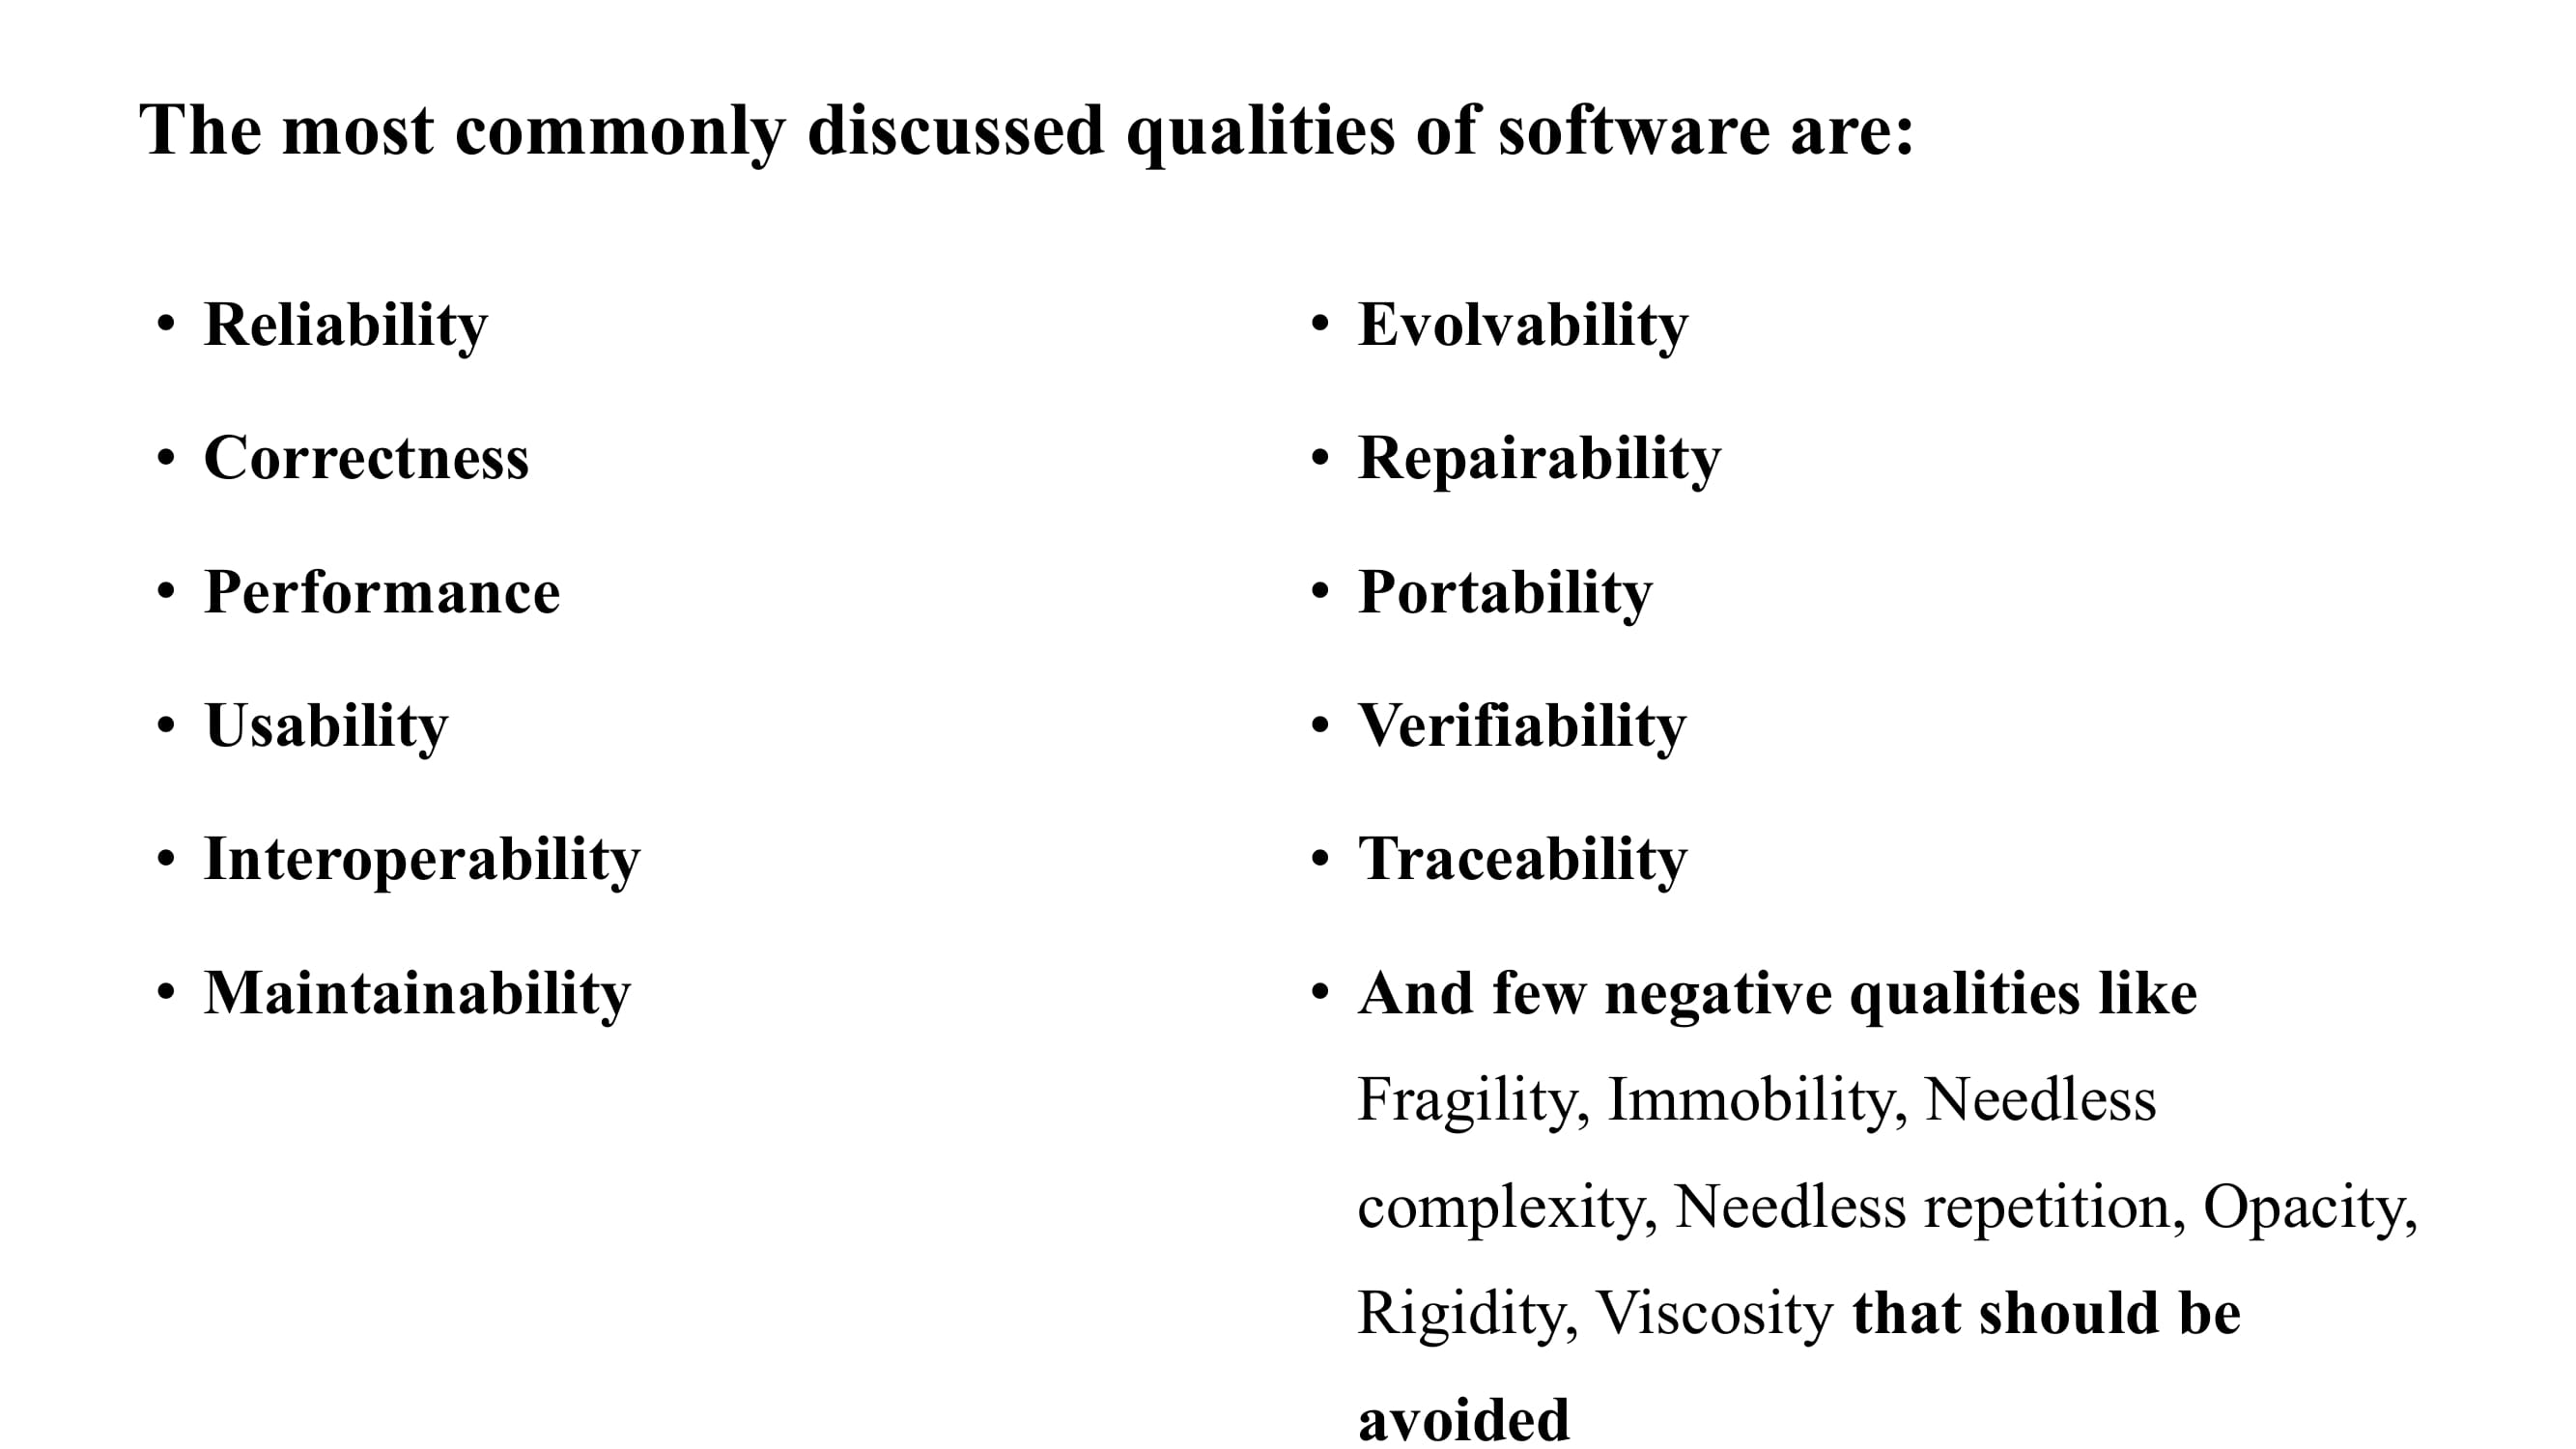 The most commonly discussed qualities of software are:
• Reliability
• Correctness
• Performance
• Usability
• Interoperability
• Maintainability
• Evolvability
• Repairability
• Portability
• Verifiability
• Traceability
• And few negative qualities like
Fragility, Immobility, Needless
complexity, Needless repetition, Opacity,
Rigidity, Viscosity that should be
avoided